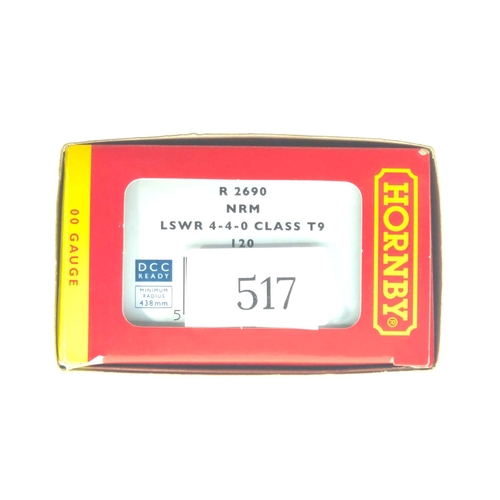 00 GAUGE
R 2690
NRM
LSWR 4-4-0 CLASS T9
120
DCC
READY
MINIMUM
RADIUS
438mm
5
517
HORNBY®